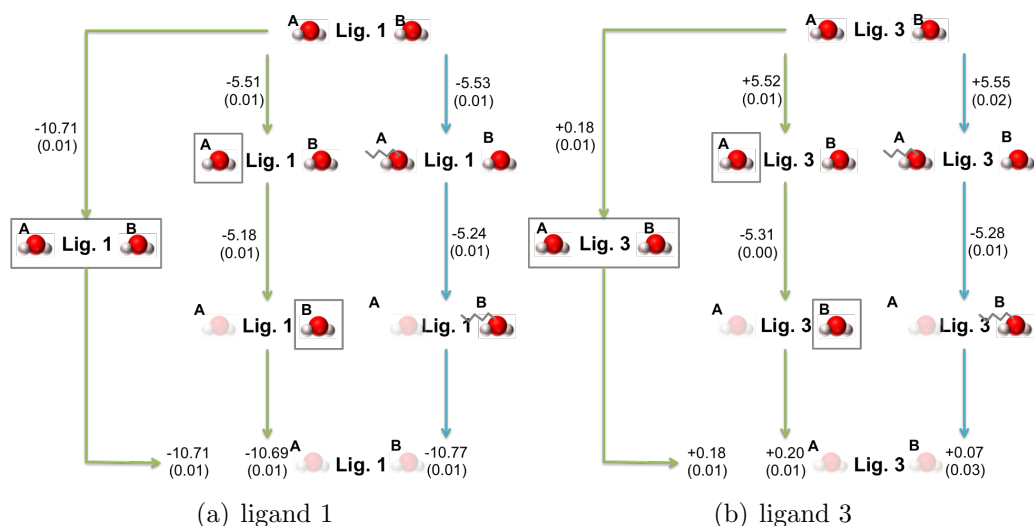 A Lig. 1 B
-5.51
(0.01)
-5.53
(0.01)
-10.71
(0.01)
A Lig. 1 B
A Lig. 1 B
A Lig. 1 B
-5.18
(0.01)
-5.24
(0.01)
A Lig. 1 B
A Lig. 1 B
-10.71
(0.01)
-10.69
(0.01)
A Lig. 1 B
-10.77
(0.01)
(a) ligand 1
A Lig. 3 B
+5.52
(0.01)
+5.55
(0.02)
+0.18
(0.01)
A Lig. 3 B
A Lig. 3 B
A Lig. 3 B
-5.31
(0.00)
-5.28
(0.01)
A Lig. 3 B
A Lig. 3 B
+0.18
(0.01)
+0.20
(0.01)
A Lig. 3 B
+0.07
(0.03)
(b) ligand 3